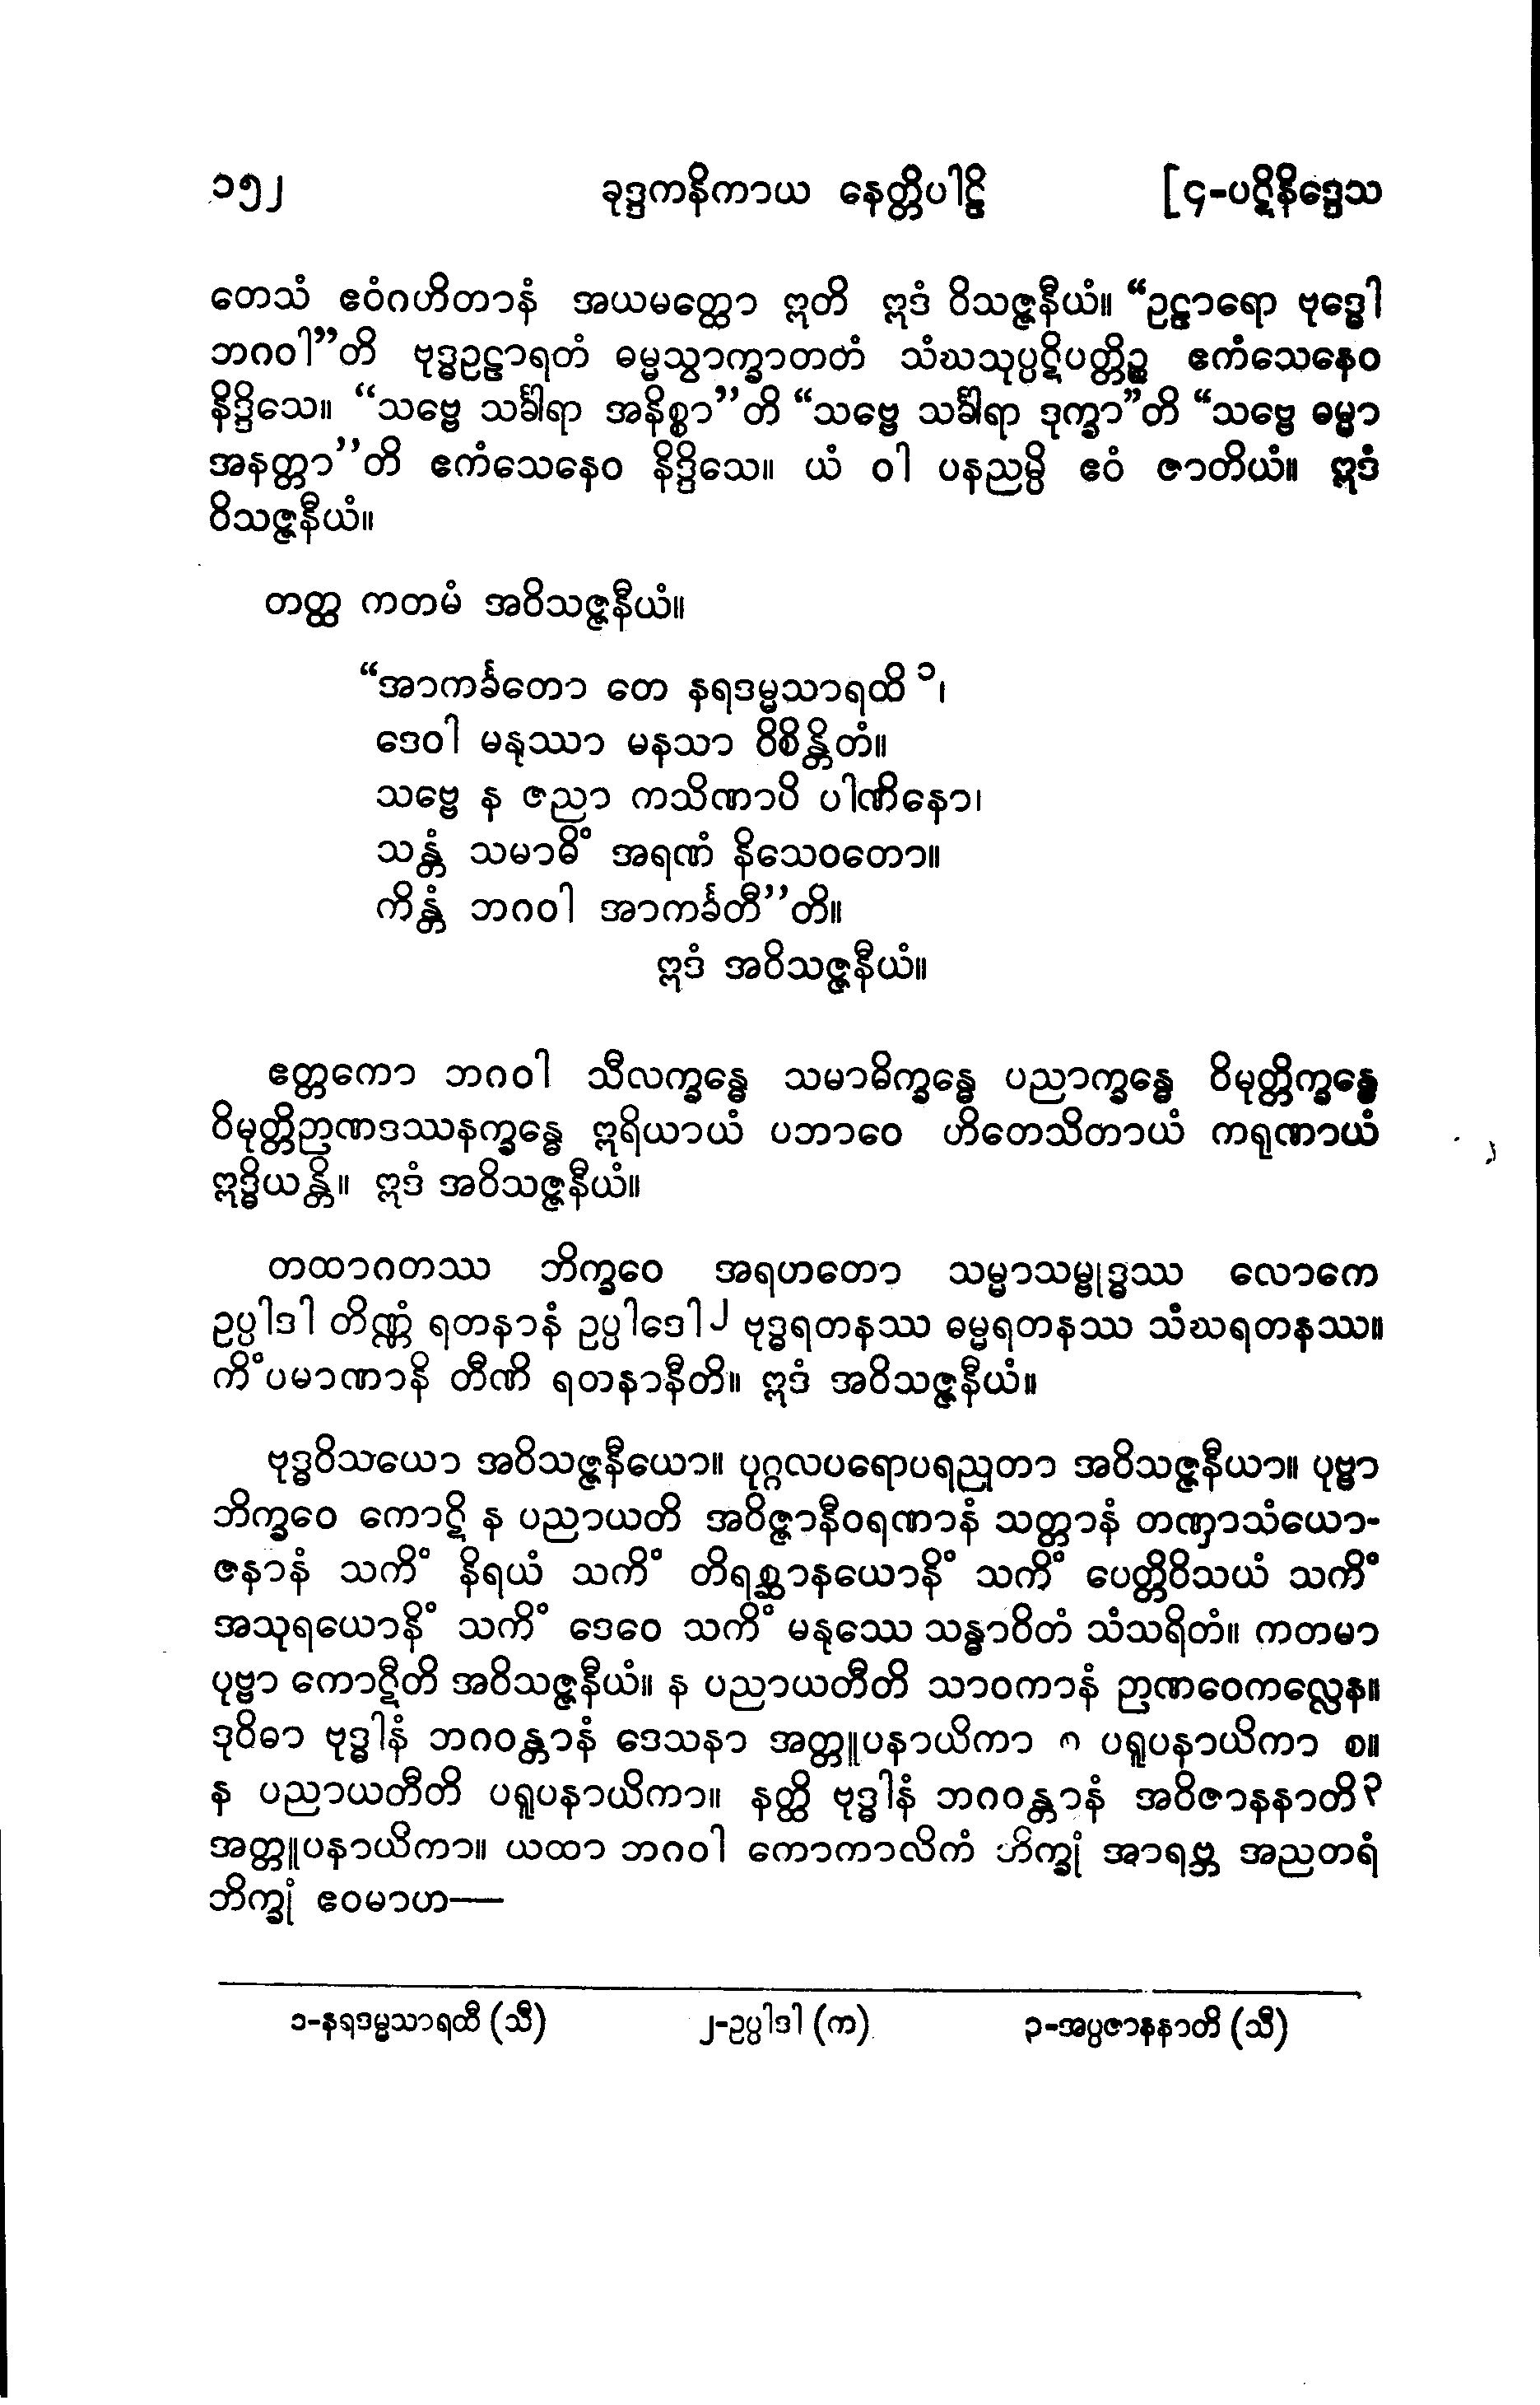 ၁၅၂ ခုဒ္ဒကနိကာယ နေတ္တိပါဠိ [၄-ပဋိနိဒ္ဒေသ
တေသံ ဧဝံဂဟိတာနံ အယမတ္ထော ဣတိ ဣဒံ ဝိသဇ္ဇနီယံ။ “ဥဠာရော ဗုဒ္ဓေါ
ဘဂဝါ”တိ ဗုဒ္ဓဥဠာရတံ ဓမ္မသွာက္ခာတတံ သံဃသုပ္ပဋိပတ္တိဉ္စ ဧကံသေနေဝ
နိဒ္ဒိသေ။ “သဗ္ဗေ သင်္ခါရာ အနိစ္စာ”တိ “သဗ္ဗေ သင်္ခါရာ ဒုက္ခာ”တိ “သဗ္ဗေ ဓမ္မာ
အနတ္တာ”တိ ဧကံသေနေဝ နိဒ္ဒိသေ။ ယံ ဝါ ပနညမ္ပိ ဧဝံ ဇာတိယံ။ ဣဒံ
ဝိသဇ္ဇနီယံ။
တတ္ထ ကတမံ အဝိသဇ္ဇနီယံ။
“အာကင်္ခတော တေ နရဒမ္မသာရထိ ၁၊
ဒေဝါ မနုဿာ မနသာ ဝိစိန္တိတံ။
သဗ္ဗေ န ဇညာ ကသိဏာပိ ပါဏိနော၊
သန္တံ သမာဓိံ အရဏံ နိသေဝတော။
ကိန္တံ ဘဂဝါ အာကင်္ခတီ”တိ။
ဣဒံ အဝိသဇ္ဇနီယံ။
ဧတ္တကော ဘဂဝါ သီလက္ခန္ဓေ သမာဓိက္ခန္ဓေ ပညာက္ခန္ဓေ ဝိမုတ္တိက္ခန္ဓေ
ဝိမုတ္တိဉာဏဒဿနက္ခန္ဓေ ဣရိယာယံ ပဘာဝေ ဟိတေသိတာယံ ကရုဏာယံ
ဣဒ္ဓိယန္တိ။ ဣဒံ အဝိသဇ္ဇနီယံ။
တထာဂတဿ ဘိက္ခဝေ အရဟတော သမ္မာသမ္ဗုဒ္ဓဿ လောကေ
ဥပ္ပါဒါ တိဏ္ဏံ ရတနာနံ ဥပ္ပါဒေါ၂ ဗုဒ္ဓရတနဿ ဓမ္မရတနဿ သံဃရတနဿ။
ကိံပမာဏာနိ တီဏိ ရတနာနီတိ။ ဣဒံ အဝိသဇ္ဇနီယံ။
ဗုဒ္ဓဝိသယော အဝိသဇ္ဇနီယော။ ပုဂ္ဂလပရောပရညုတာ အဝိသဇ္ဇနီယာ။ ပုဗ္ဗာ
ဘိက္ခဝေ ကောဋိ န ပညာယတိ အဝိဇ္ဇာနီဝရဏာနံ သတ္တာနံ တဏှာသံယော-
ဇနာနံ သကိံ နိရယံ သကိံ တိရစ္ဆာနယောနိံ သကိံ ပေတ္တိဝိသယံ သကိံ
အသုရယောနိံ သကိံ ဒေဝေ သကိံ မနုဿေ သန္ဓာဝိတံ သံသရိတံ။ ကတမာ
ပုဗ္ဗာ ကောဋီတိ အဝိသဇ္ဇနီယံ။ န ပညာယတီတိ သာဝကာနံ ဉာဏဝေကလ္လေန။
ဒုဝိဓာ ဗုဒ္ဓါနံ ဘဂဝန္တာနံ ဒေသနာ အတ္တူပနာယိကာ စ ပရူပနာယိကာ စ။
န ပညာယတီတိ ပရူပနာယိကာ။ နတ္ထိ ဗုဒ္ဓါနံ ဘဂဝန္တာနံ အဝိဇာနနာတိ၃
အတ္တူပနာယိကာ။ ယထာ ဘဂဝါ ကောကာလိကံ ဘိက္ခုံ အာရဗ္ဘ အညတရံ
ဘိက္ခုံ ဧဝမာဟ—
၁-နရဒမ္မသာရထီ (သီ) ၂-ဥပ္ပါဒါ (က) ၃-အပ္ပဇာနနာတိ (သီ)